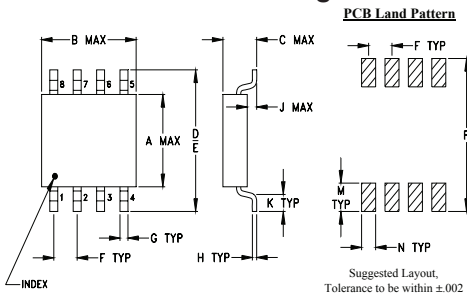 PCB Land Pattern
B MAX
C MAX
F TYP
8 7 6 5
J MAX
A MAX
D
E
K TYP
M
TYP
1 2 3 4
G TYP
F TYP
H TYP
N TYP
INDEX
Suggested Layout,
Tolerance to be within ±.002